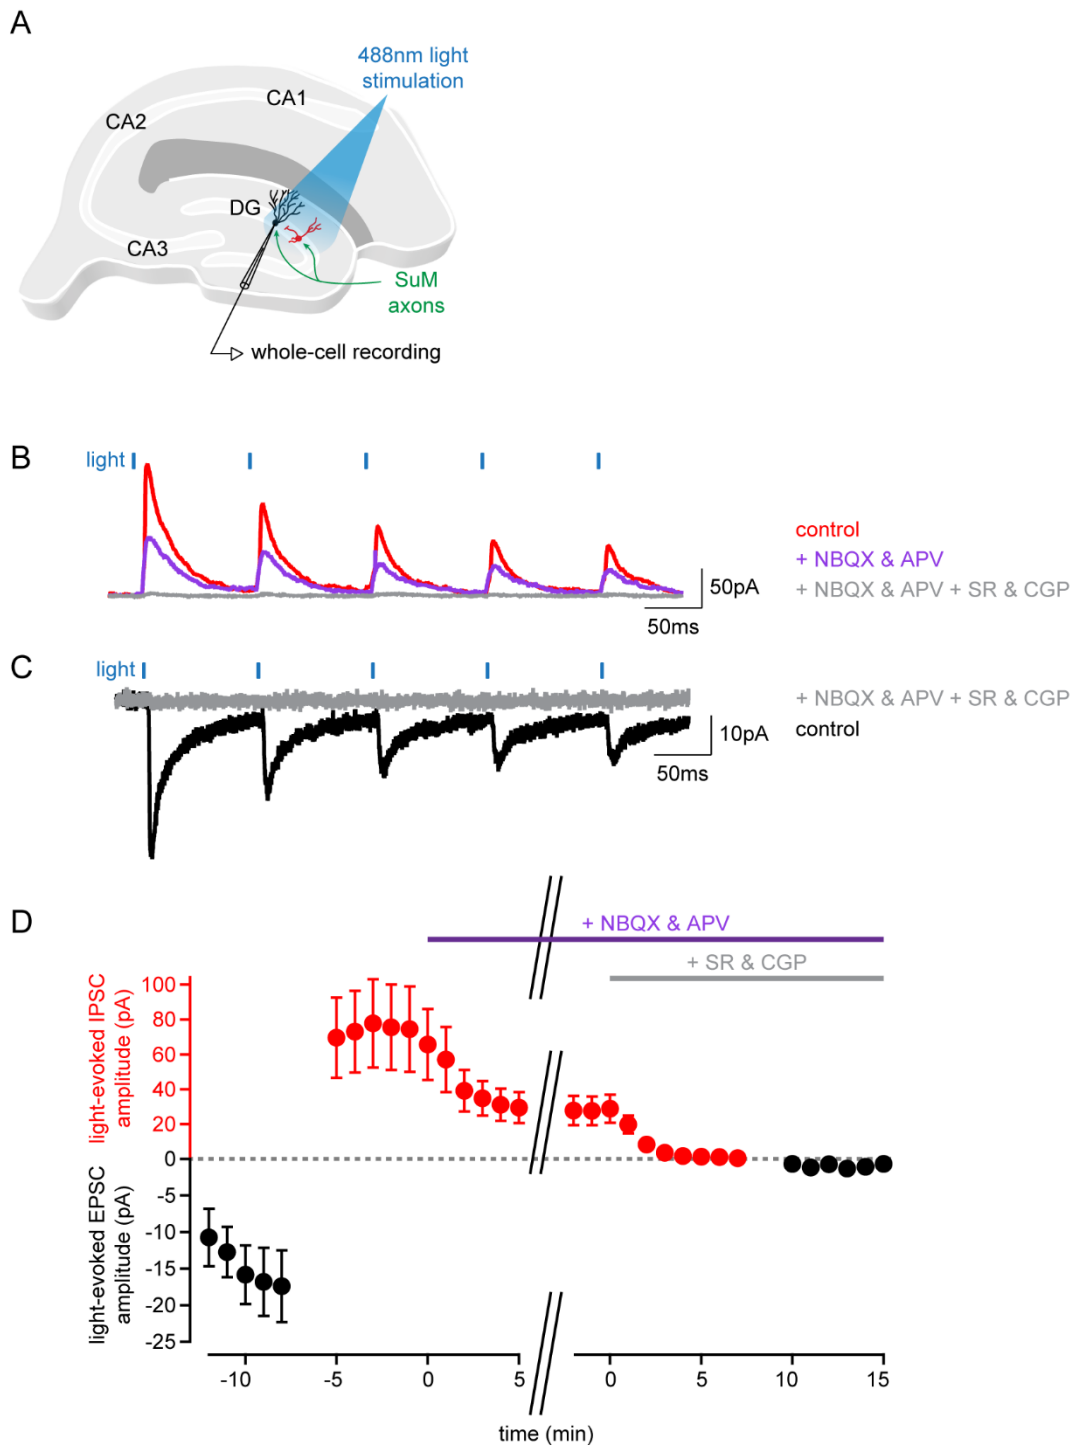 A
488nm light
stimulation
CA1
CA2
DG
CA3
SuM
axons
whole-cell recording
B
light
control
+ NBQX & APV
+ NBQX & APV + SR & CGP
50pA
50ms
C
light
+ NBQX & APV + SR & CGP
control
10pA
50ms
D
+ NBQX & APV
+ SR & CGP
light-evoked IPSC
amplitude (pA)
100
80
60
40
20
0
light-evoked EPSC
amplitude (pA)
-5
-10
-15
-20
-25
-10 -5 0 5 0 5 10 15
time (min)